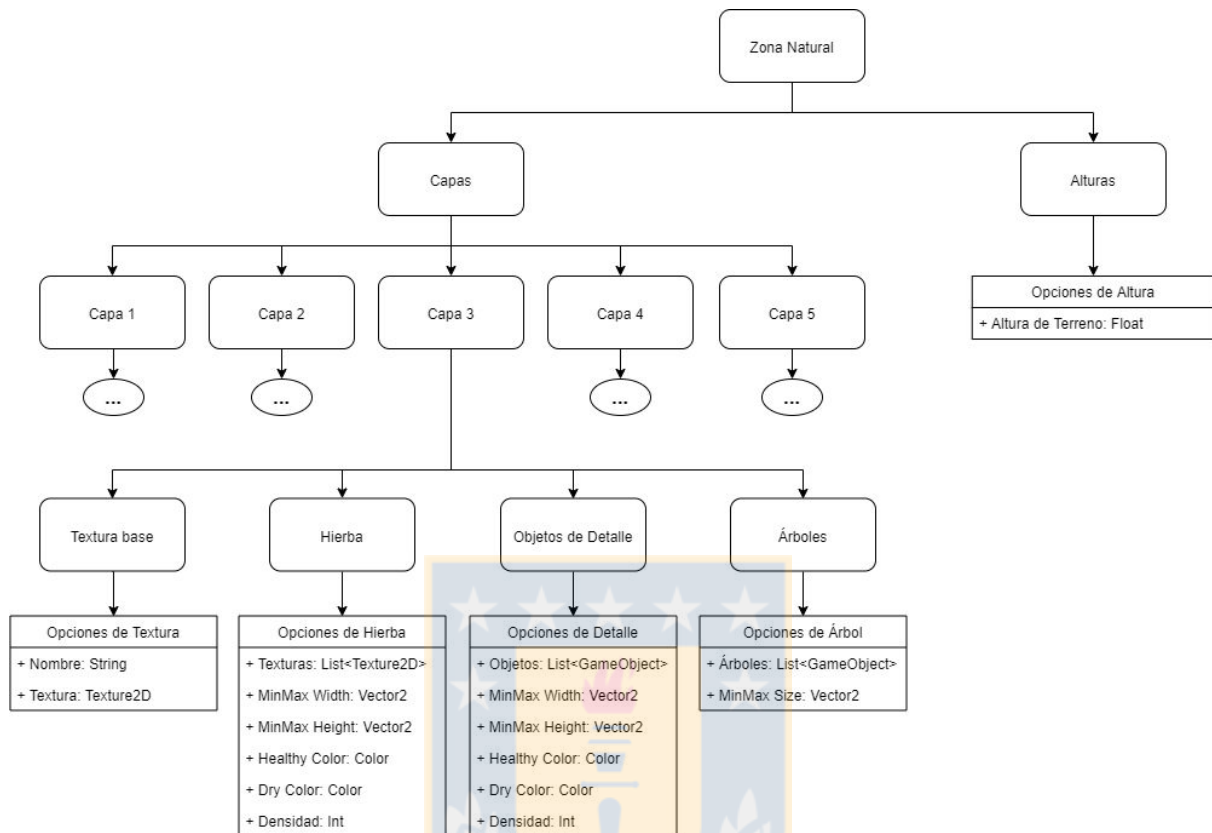 Zona Natural
Capas
Alturas
Capa 1
Capa 2
Capa 3
Capa 4
Capa 5
Opciones de Altura
+ Altura de Terreno: Float
...
...
...
...
Textura base
Hierba
Objetos de Detalle
Árboles
Opciones de Textura
+ Nombre: String
+ Textura: Texture2D
Opciones de Hierba
+ Texturas: List<Texture2D>
+ MinMax Width: Vector2
+ MinMax Height: Vector2
+ Healthy Color: Color
+ Dry Color: Color
+ Densidad: Int
Opciones de Detalle
+ Objetos: List<GameObject>
+ MinMax Width: Vector2
+ MinMax Height: Vector2
+ Healthy Color: Color
+ Dry Color: Color
+ Densidad: Int
Opciones de Árbol
+ Árboles: List<GameObject>
+ MinMax Size: Vector2